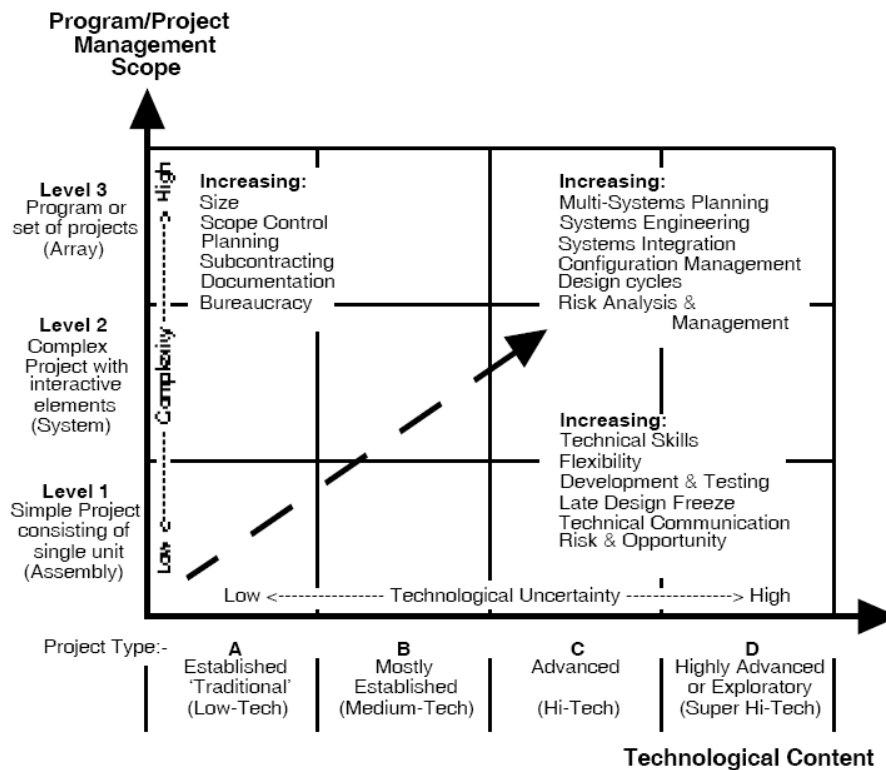 Program/Project
Management
Scope
Level 3
Program or
set of projects
(Array)
Level 2
Complex
Project with
interactive
elements
(System)
Level 1
Simple Project
consisting of
single unit
(Assembly)
Low <----------- Complexity -----------> High
Increasing:
Size
Scope Control
Planning
Subcontracting
Documentation
Bureaucracy
Increasing:
Multi-Systems Planning
Systems Engineering
Systems Integration
Configuration Management
Design cycles
Risk Analysis &
Management
Increasing:
Technical Skills
Flexibility
Development & Testing
Late Design Freeze
Technical Communication
Risk & Opportunity
Low <---------------- Technological Uncertainty ---------------> High
Project Type:-
A
Established
'Traditional'
(Low-Tech)
B
Mostly
Established
(Medium-Tech)
C
Advanced
(Hi-Tech)
D
Highly Advanced
or Exploratory
(Super Hi-Tech)
Technological Content